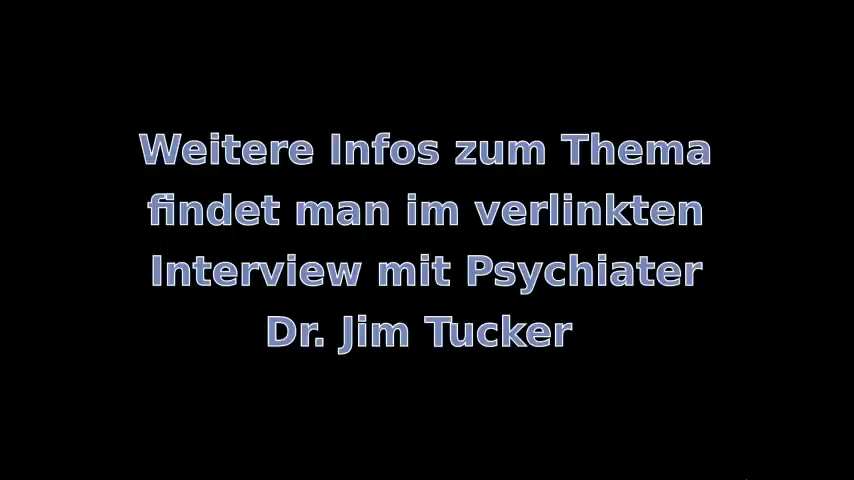 Weitere Infos zum Thema
findet man im verlinkten
Interview mit Psychiater
Dr. Jim Tucker